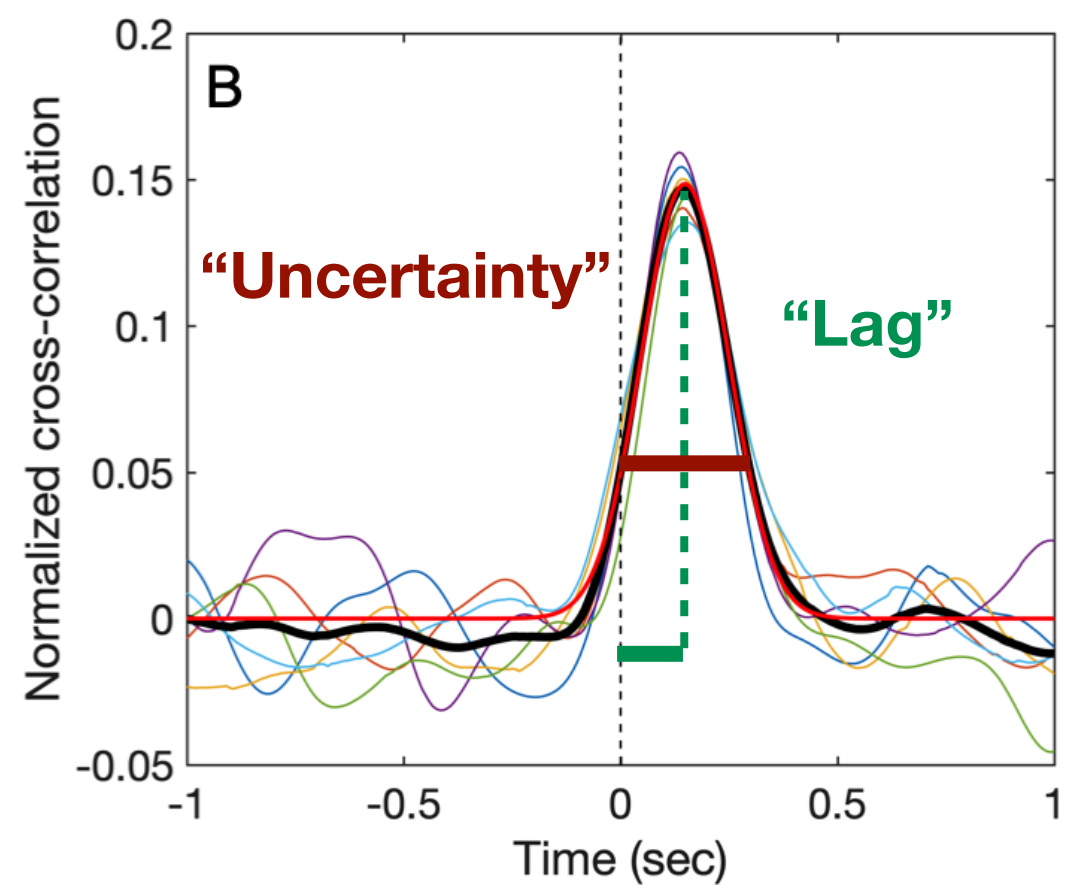 B
Normalized cross-correlation
0.2
0.15
0.1
0.05
0
-0.05
“Uncertainty”
“Lag”
-1
-0.5
0
0.5
1
Time (sec)